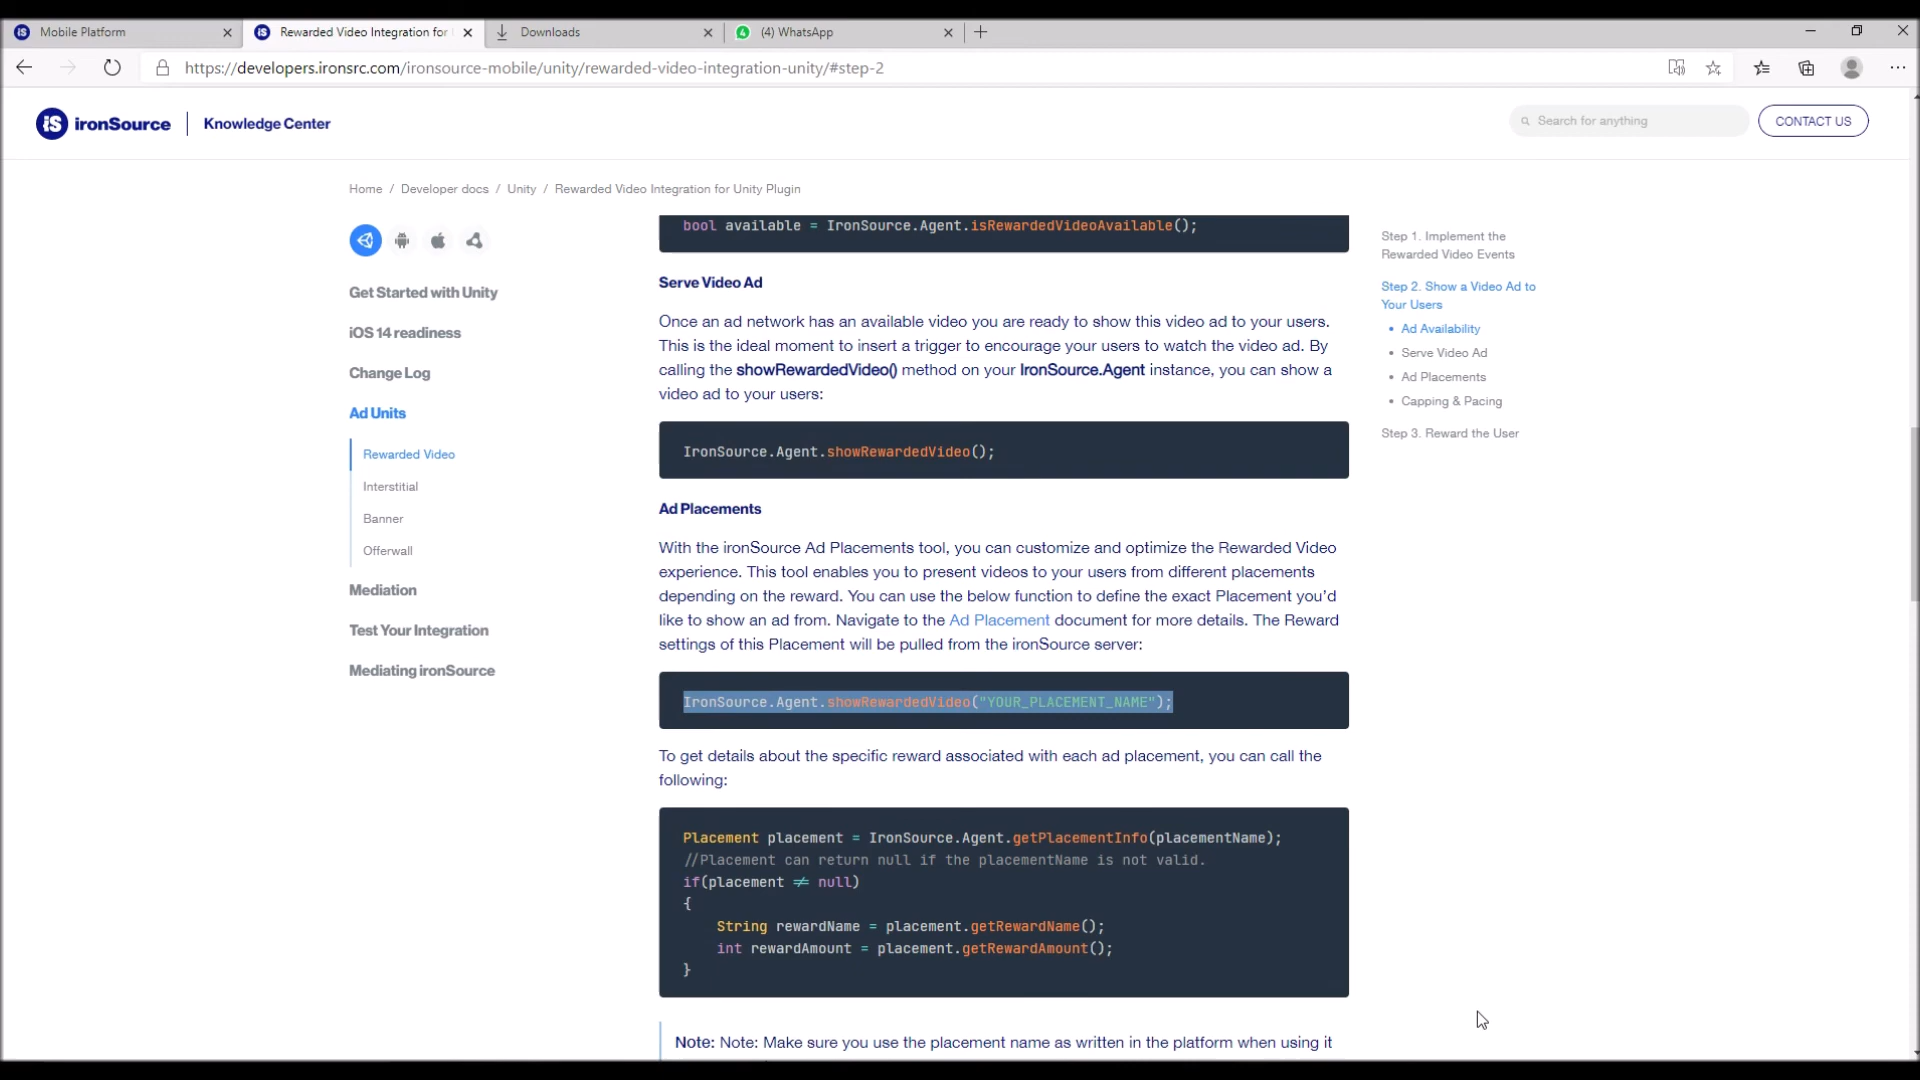 Mobile Platform
Rewarded Video Integration for
Downloads
(4) WhatsApp
https://developers.ironsrc.com/ironsource-mobile/unity/rewarded-video-integration-unity/#step-2
iS ironSource
Knowledge Center
Search for anything
CONTACT US
Home / Developer docs / Unity / Rewarded Video Integration for Unity Plugin
Get Started with Unity
iOS 14 readiness
Change Log
Ad Units
Rewarded Video
Interstitial
Banner
Offerwall
Mediation
Test Your Integration
Mediating ironSource
bool available = IronSource.Agent.isRewardedVideoAvailable();
Serve Video Ad
Once an ad network has an available video you are ready to show this video ad to your users.
This is the ideal moment to insert a trigger to encourage your users to watch the video ad. By
calling the showRewardedVideo() method on your IronSource.Agent instance, you can show a
video ad to your users:
IronSource.Agent.showRewardedVideo();
Ad Placements
With the ironSource Ad Placements tool, you can customize and optimize the Rewarded Video
experience. This tool enables you to present videos to your users from different placements
depending on the reward. You can use the below function to define the exact Placement you'd
like to show an ad from. Navigate to the Ad Placement document for more details. The Reward
settings of this Placement will be pulled from the ironSource server:
IronSource.Agent.showRewardedVideo("YOUR_PLACEMENT_NAME");
To get details about the specific reward associated with each ad placement, you can call the
following:
Placement placement = IronSource.Agent.getPlacementInfo(placementName);
//Placement can return null if the placementName is not valid.
if(placement ≠ null)
{
String rewardName = placement.getRewardName();
int rewardAmount = placement.getRewardAmount();
}
Note: Note: Make sure you use the placement name as written in the platform when using it
Step 1. Implement the
Rewarded Video Events
Step 2. Show a Video Ad to
Your Users
• Ad Availability
• Serve Video Ad
• Ad Placements
• Capping & Pacing
Step 3. Reward the User